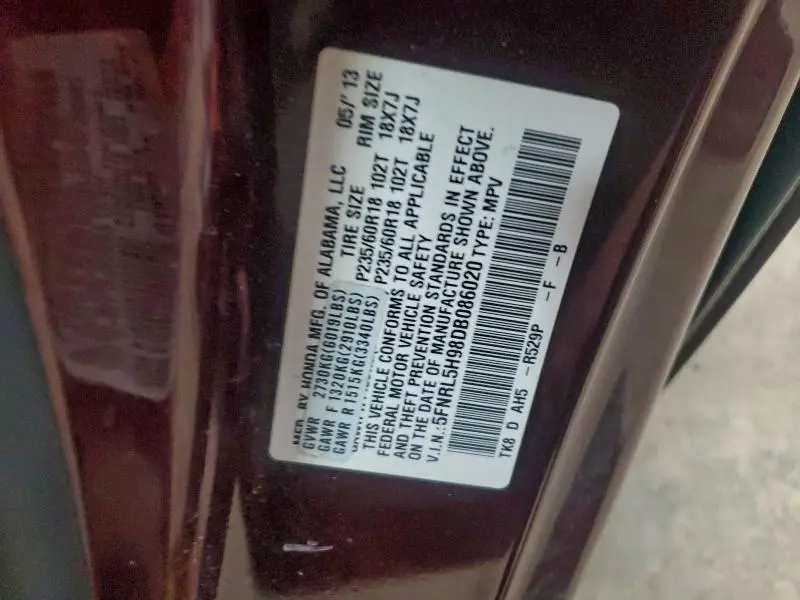 MFD. BY HONDA MFG. OF ALABAMA, LLC 05/'13
GVWR 2730KG(6019LBS) TIRE SIZE RIM SIZE
GAWR F 1320KG(2910LBS) P235/60R18 102T 18X7J
GAWR R 1515KG(3340LBS) P235/60R18 102T 18X7J
THIS VEHICLE CONFORMS TO ALL APPLICABLE
FEDERAL MOTOR VEHICLE SAFETY
AND THEFT PREVENTION STANDARDS IN EFFECT
ON THE DATE OF MANUFACTURE SHOWN ABOVE.
V.I.N.:5FNRL5H98DB086020 TYPE: MPV
TK8 D AH5 -R529P -F -B